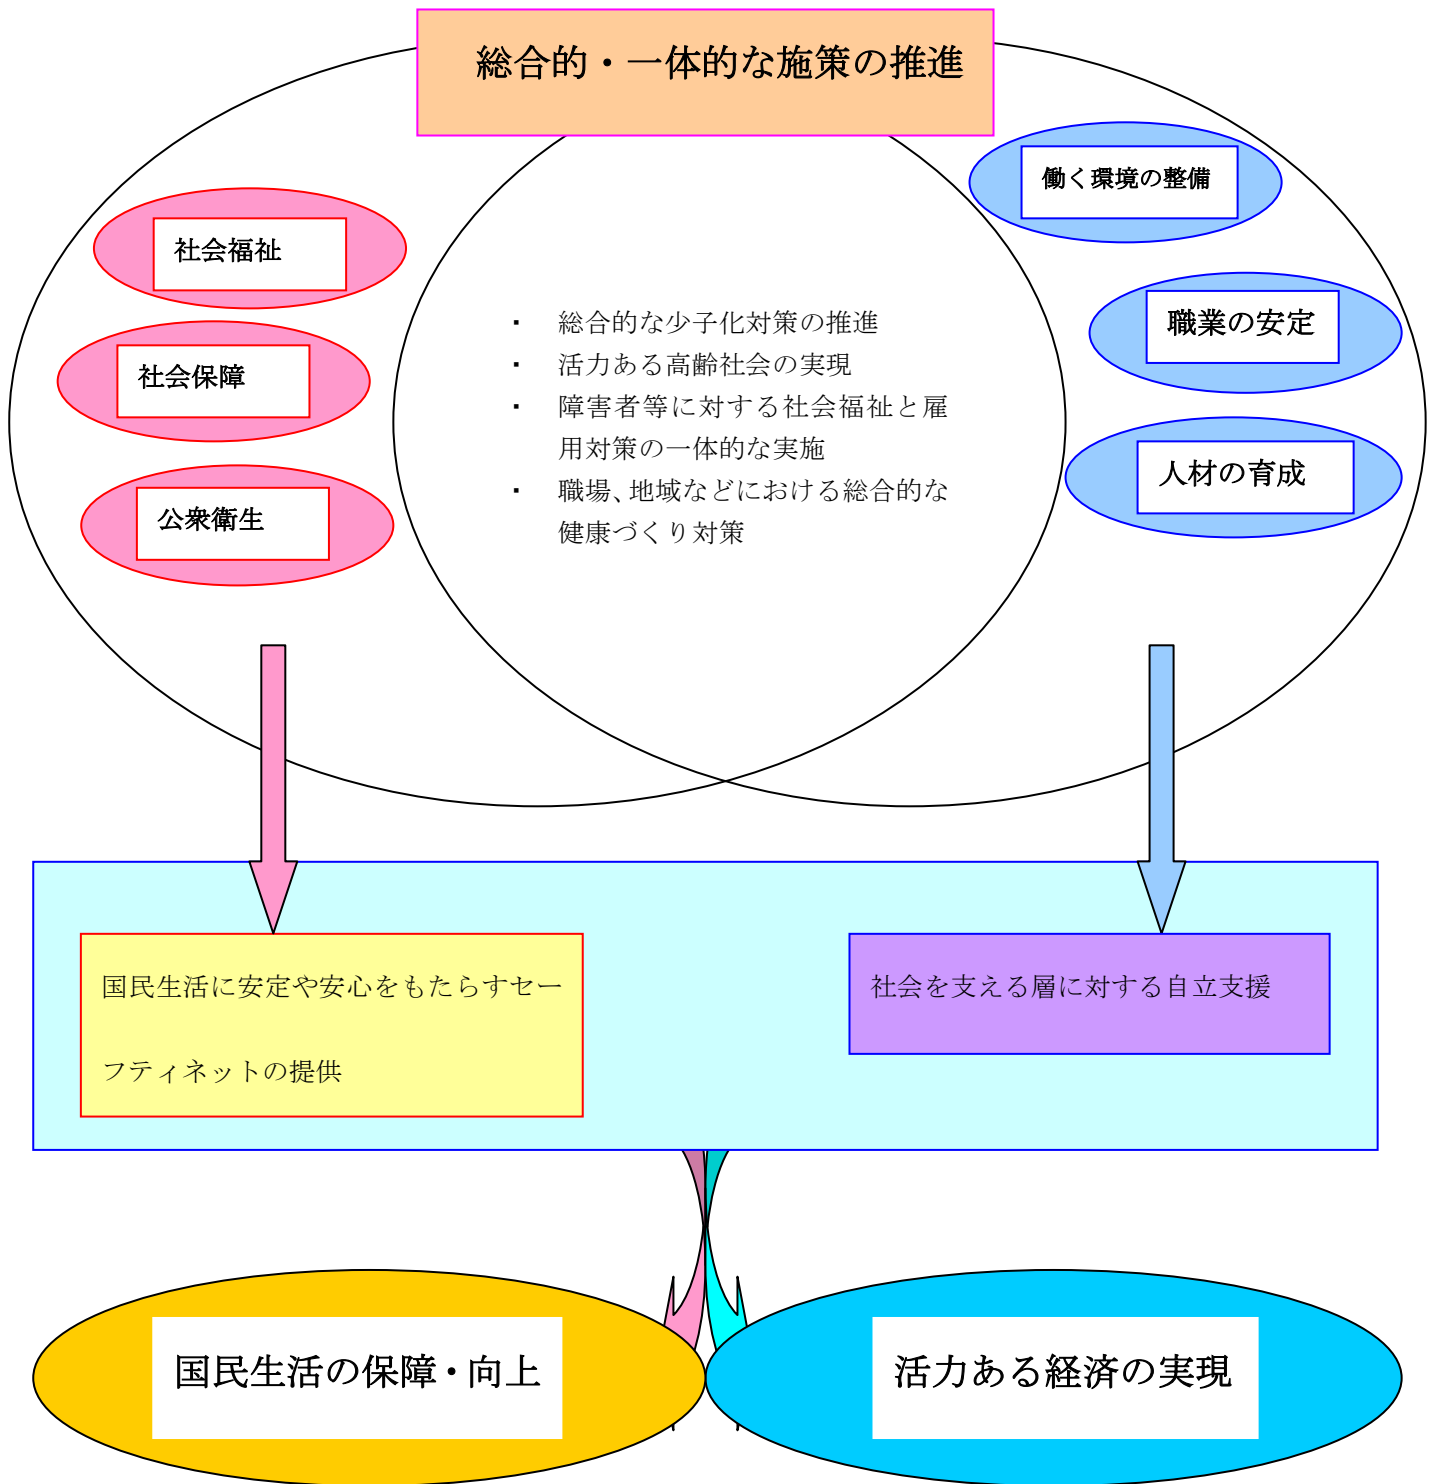 総合的・一体的な施策の推進
社会福祉
社会保障
公衆衛生
・ 総合的な少子化対策の推進
・ 活力ある高齢社会の実現
・ 障害者等に対する社会福祉と雇
用対策の一体的な実施
・ 職場、地域などにおける総合的な
健康づくり対策
働く環境の整備
職業の安定
人材の育成
国民生活に安定や安心をもたらすセー
フティネットの提供
社会を支える層に対する自立支援
国民生活の保障・向上
活力ある経済の実現